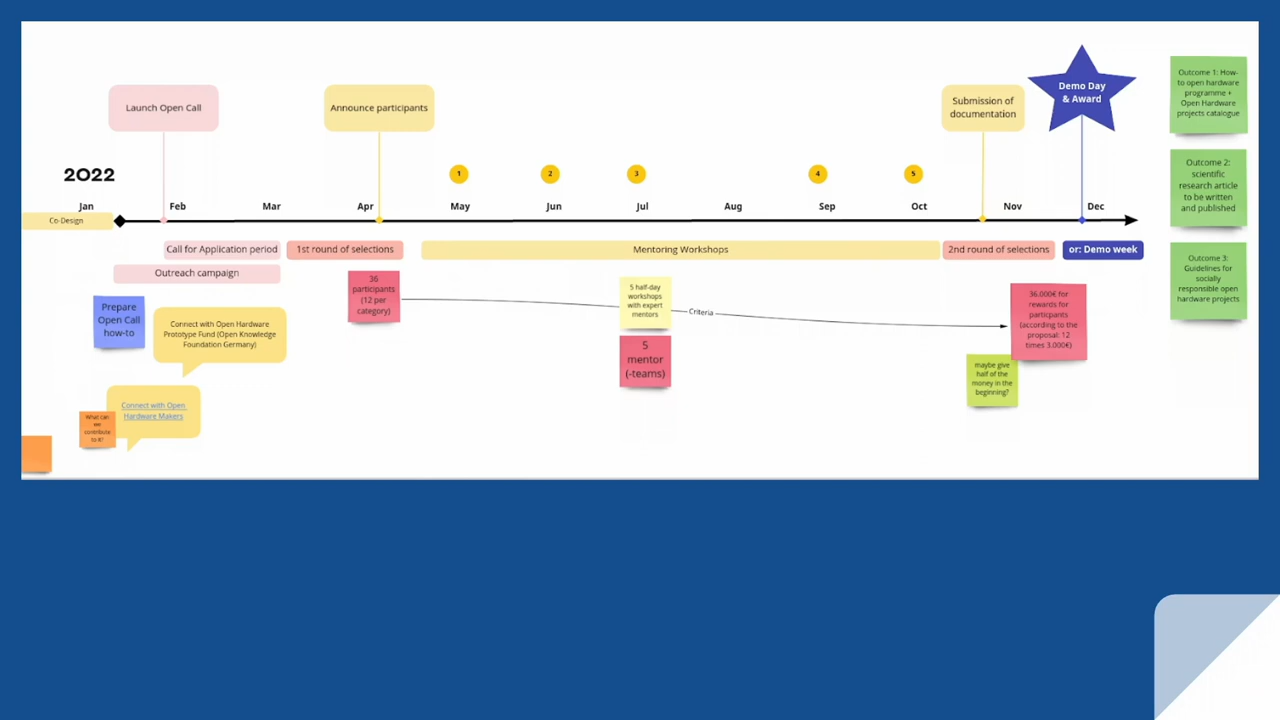 Launch Open Call
Announce participants
Submission of
documentation
Demo Day
& Award
Outcome 1: How-
to open hardware
programme +
Open Hardware
projects catalogue
2022
1
2
3
4
5
Outcome 2:
scientific
research article
to be written
and published
Jan
Feb
Mar
Apr
May
Jun
Jul
Aug
Sep
Oct
Nov
Dec
Co-Design
Call for Application period
1st round of selections
Mentoring Workshops
2nd round of selections
or: Demo week
Outcome 3:
Guidelines for
socially
responsible open
hardware projects
Outreach campaign
36
participants
(12 per
category)
5 half-day
workshops
with expert
mentors
Criteria
36.000€ for
rewards for
particpants
(according to the
proposal: 12
times 3.000€)
Prepare
Open Call
how-to
Connect with Open Hardware
Prototype Fund (Open Knowledge
Foundation Germany)
5
mentor
(-teams)
maybe give
half of the
money in the
beginning?
Connect with Open
Hardware Makers
What can
we
contribute
to it?